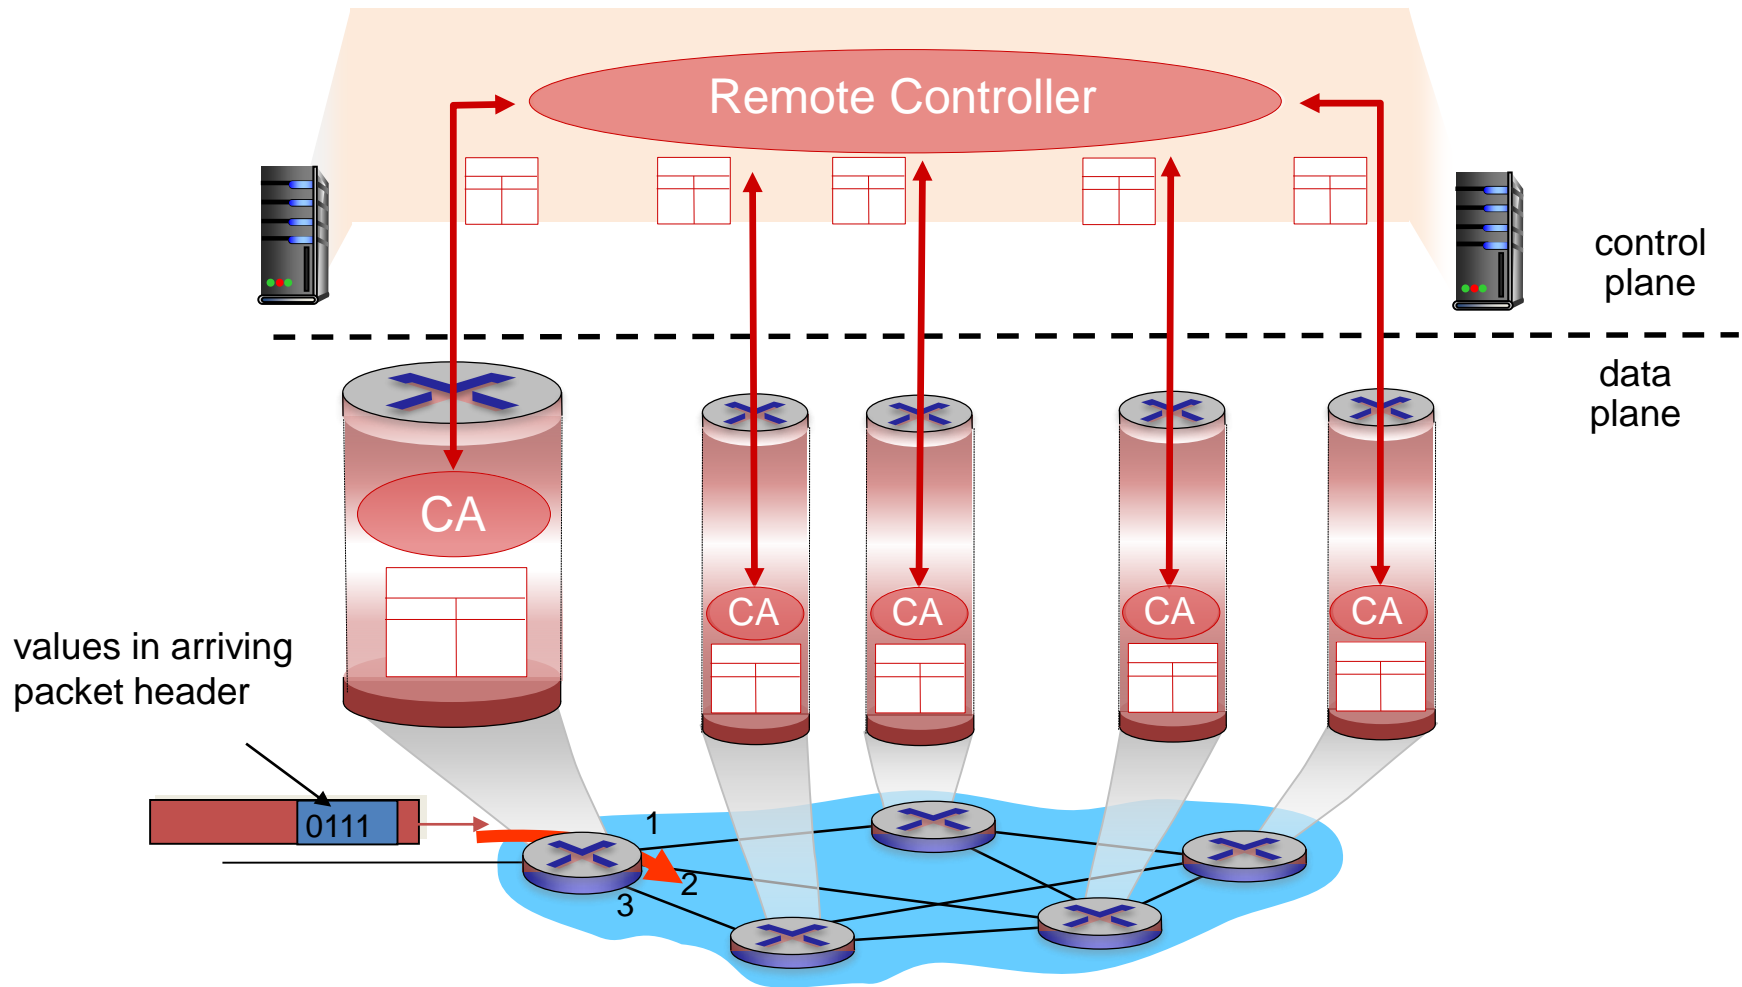 Remote Controller
control
plane
data
plane
CA
CA
CA
CA
CA
values in arriving
packet header
0111
1
2
3